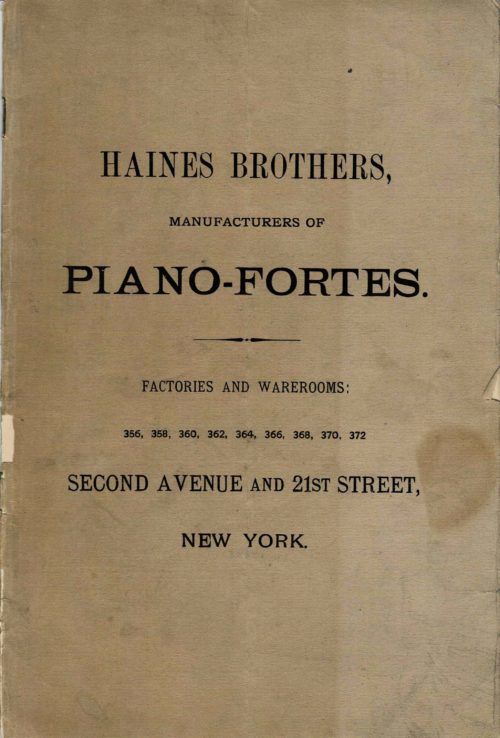 HAINES BROTHERS,
MANUFACTURERS OF
PIANO-FORTES.
FACTORIES AND WAREROOMS:
356, 358, 360, 362, 364, 366, 368, 370, 372
SECOND AVENUE AND 21ST STREET,
NEW YORK.